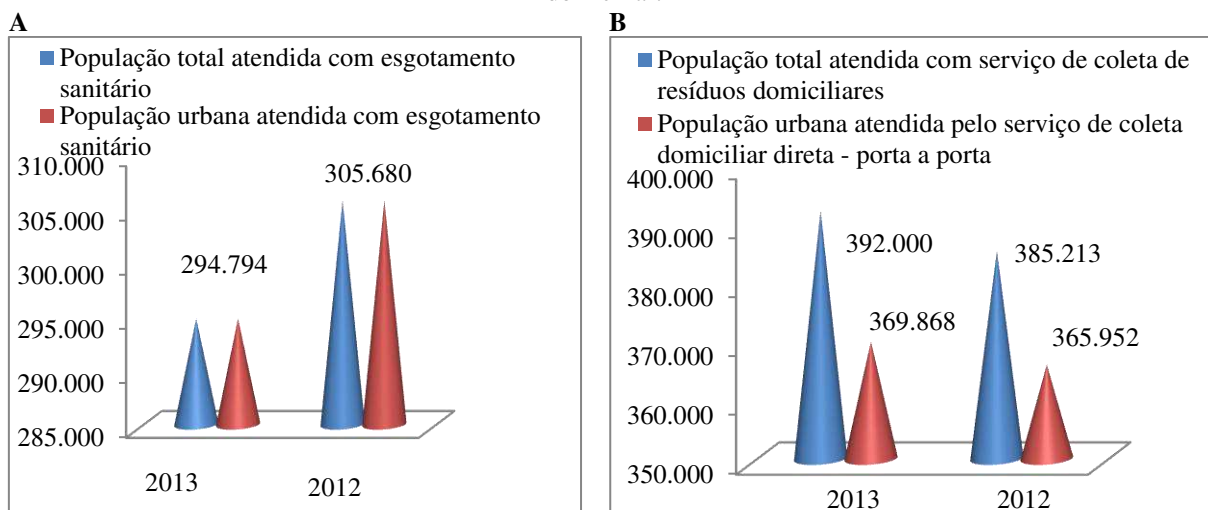 A
População total atendida com esgotamento
sanitário
População urbana atendida com esgotamento
sanitário
310.000
305.000
300.000
295.000
290.000
285.000
294.794
305.680
2013
2012
B
População total atendida com serviço de coleta de
resíduos domiciliares
População urbana atendida pelo serviço de coleta
domiciliar direta - porta a porta
400.000
390.000
380.000
370.000
360.000
350.000
392.000
369.868
385.213
365.952
2013
2012